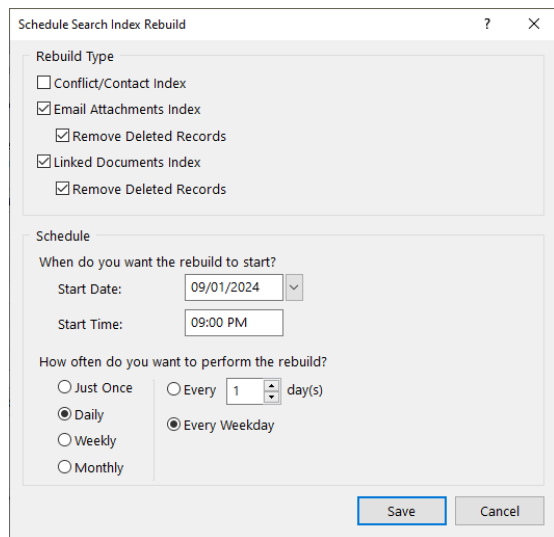 Schedule Search Index Rebuild
Rebuild Type
Conflict/Contact Index
Email Attachments Index
Remove Deleted Records
Linked Documents Index
Remove Deleted Records
Schedule
When do you want the rebuild to start?
Start Date: 09/01/2024
Start Time: 09:00 PM
How often do you want to perform the rebuild?
Just Once Every 1 day(s)
Daily Every Weekday
Weekly
Monthly
Save Cancel